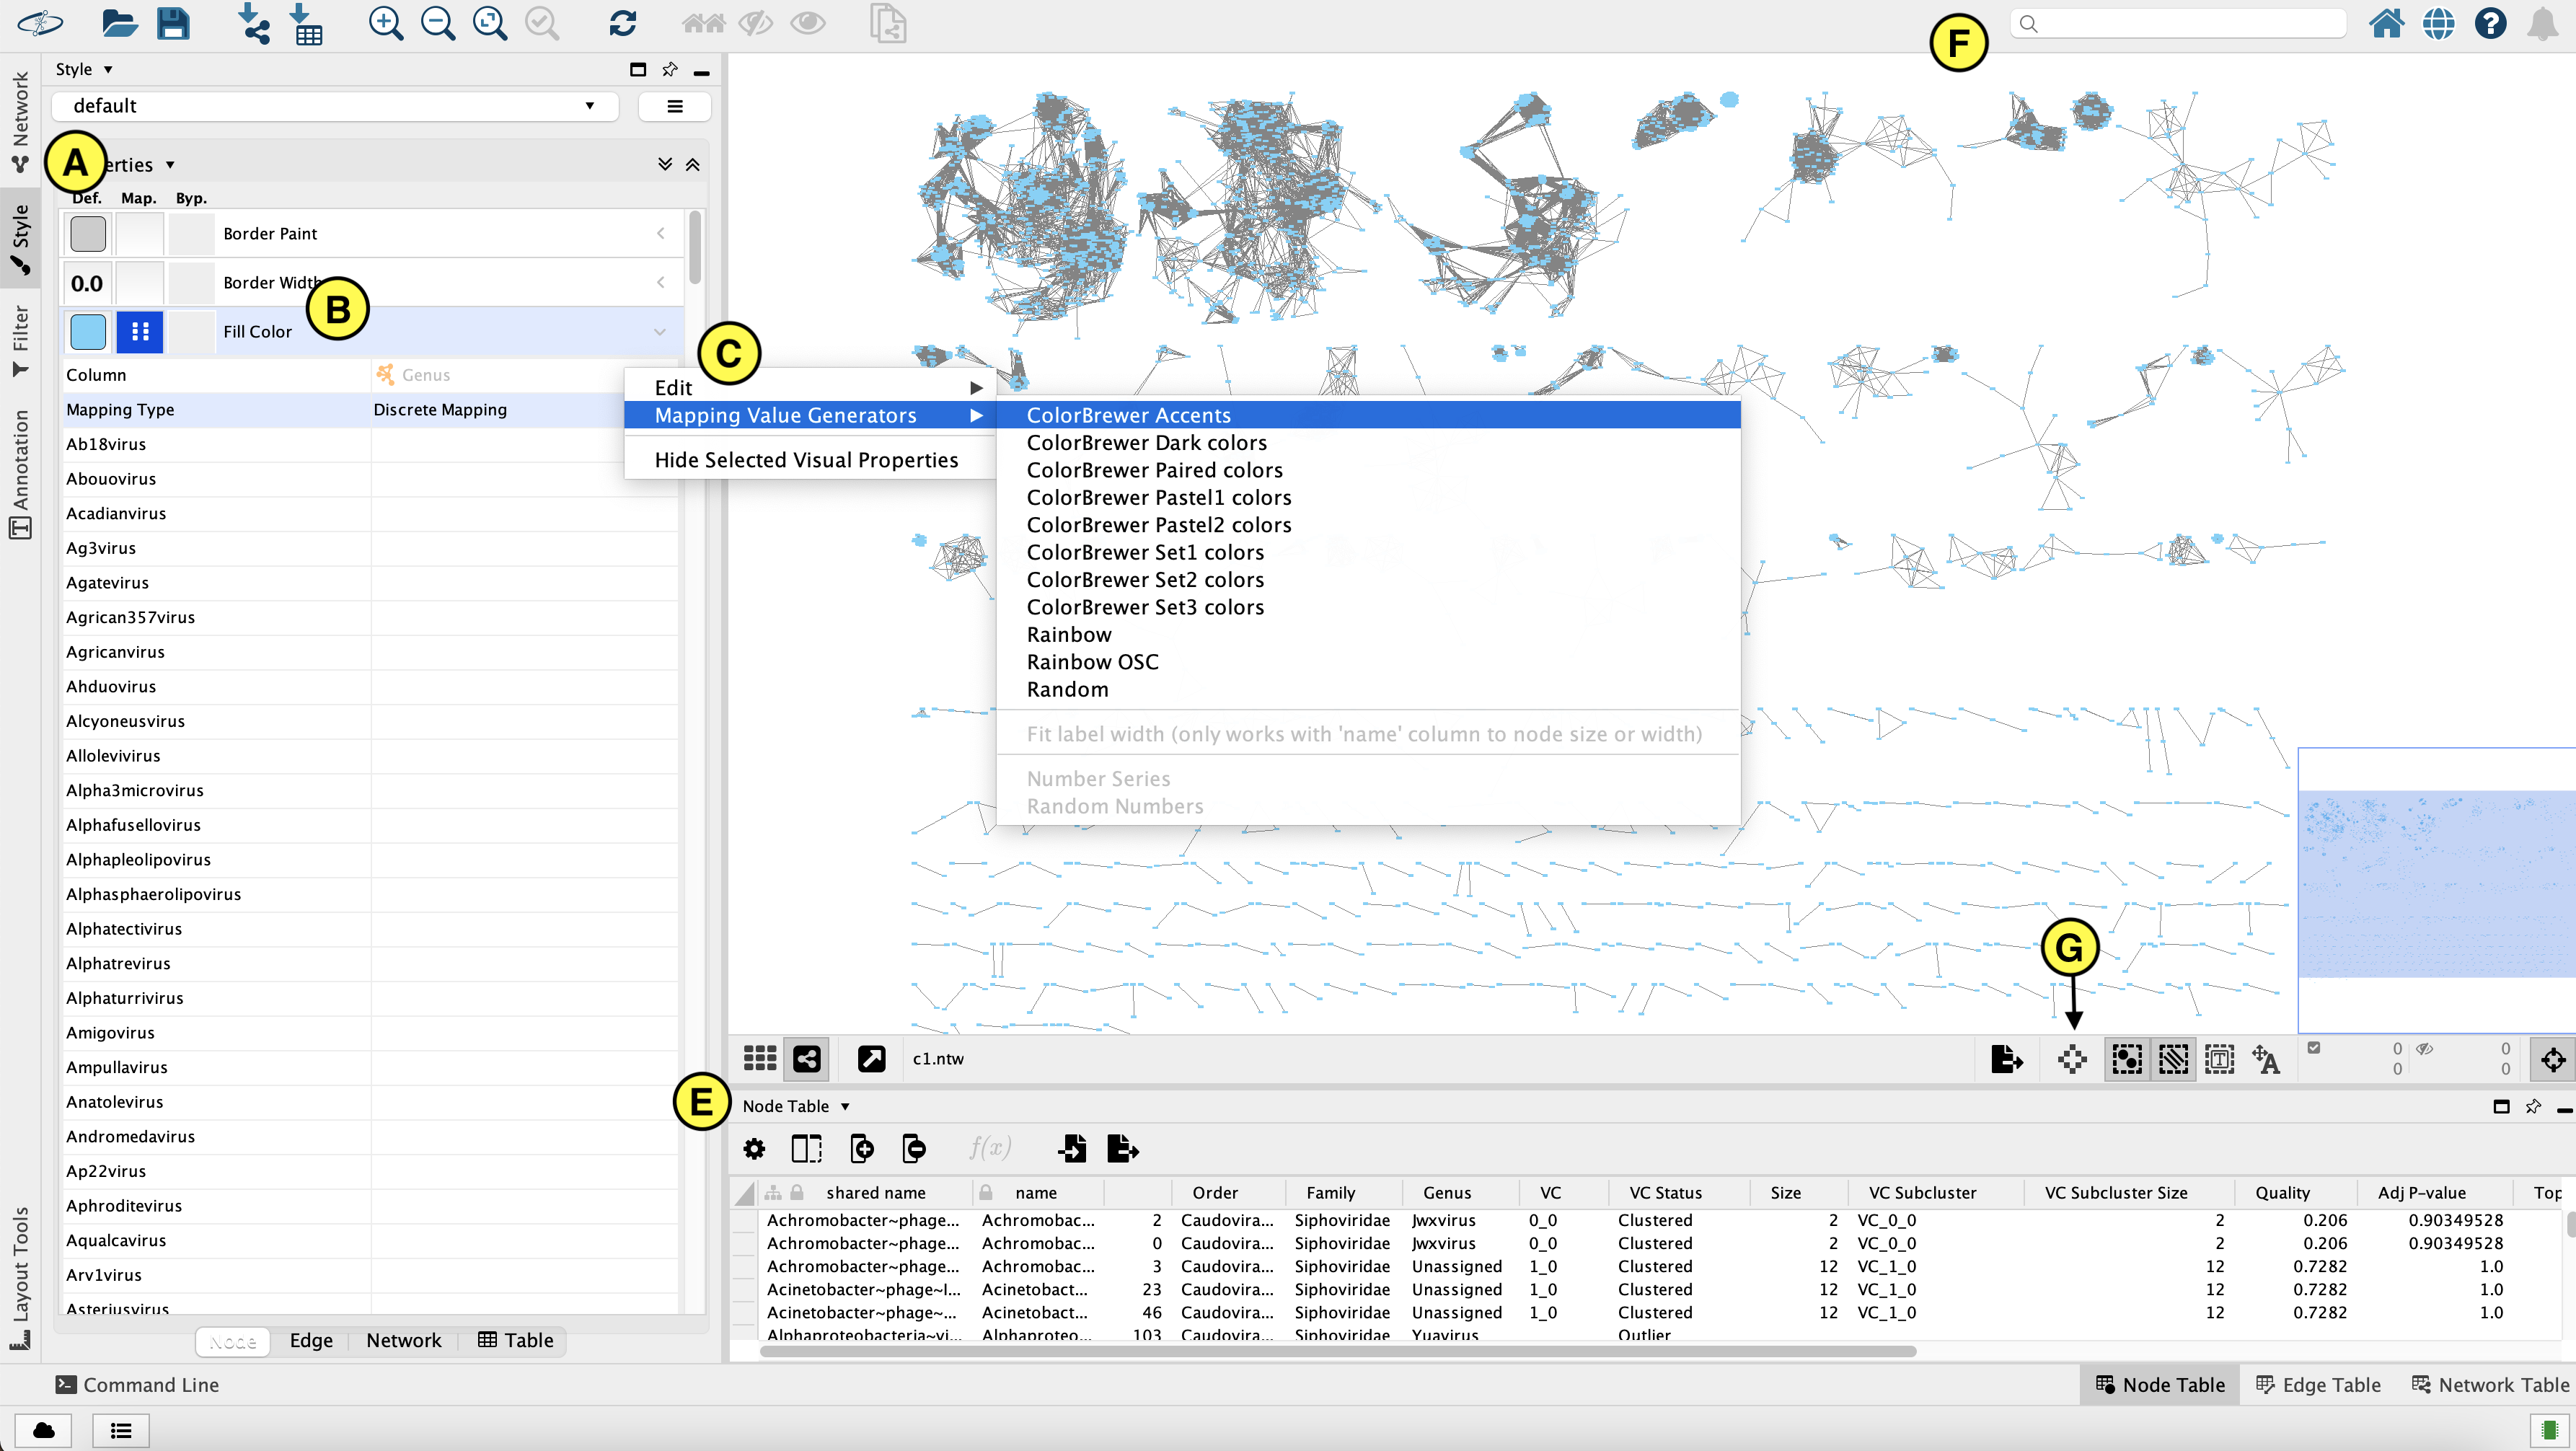 F
Style
default
A
erties
Def. Map. Byp.
Border Paint
0.0 Border Width
B
Fill Color
Column Genus
Mapping Type Discrete Mapping
Ab18virus
Abouovirus
Acadianvirus
Ag3virus
Agatevirus
Agrican357virus
Agricanvirus
Ahduovirus
Alcyoneusvirus
Allolevivirus
Alpha3microvirus
Alphafusellovirus
Alphapleolipovirus
Alphasphaerolipovirus
Alphatectivirus
Alphatrevirus
Alphaturrivirus
Amigovirus
Ampullavirus
Anatolevirus
Andromedavirus
Ap22virus
Aphroditevirus
Aqualcavirus
Arv1virus
Asteriusvirus
Node Edge Network Table
Network
Style
Filter
Annotation
Layout Tools
C
Edit
Mapping Value Generators
Hide Selected Visual Properties
ColorBrewer Accents
ColorBrewer Dark colors
ColorBrewer Paired colors
ColorBrewer Pastel1 colors
ColorBrewer Pastel2 colors
ColorBrewer Set1 colors
ColorBrewer Set2 colors
ColorBrewer Set3 colors
Rainbow
Rainbow OSC
Random
Fit label width (only works with 'name' column to node size or width)
Number Series
Random Numbers
G
c1.ntw
0 0
0 0
E
Node Table
f(x)
shared name name Order Family Genus VC VC Status Size VC Subcluster VC Subcluster Size Quality Adj P-value Top
Achromobacter~phage... Achromobac... 2 Caudovira... Siphoviridae Jwxvirus 0_0 Clustered 2 VC_0_0 2 0.206 0.90349528
Achromobacter~phage... Achromobac... 0 Caudovira... Siphoviridae Jwxvirus 0_0 Clustered 2 VC_0_0 2 0.206 0.90349528
Achromobacter~phage... Achromobac... 3 Caudovira... Siphoviridae Unassigned 1_0 Clustered 12 VC_1_0 12 0.7282 1.0
Acinetobacter~phage~l... Acinetobact... 23 Caudovira... Siphoviridae Unassigned 1_0 Clustered 12 VC_1_0 12 0.7282 1.0
Acinetobacter~phage~... Acinetobact... 46 Caudovira... Siphoviridae Unassigned 1_0 Clustered 12 VC_1_0 12 0.7282 1.0
Alphaproteobacteria~vi... Alphaproteo... 103 Caudovira... Siphoviridae Yuavirus Outlier
Command Line
Node Table Edge Table Network Table